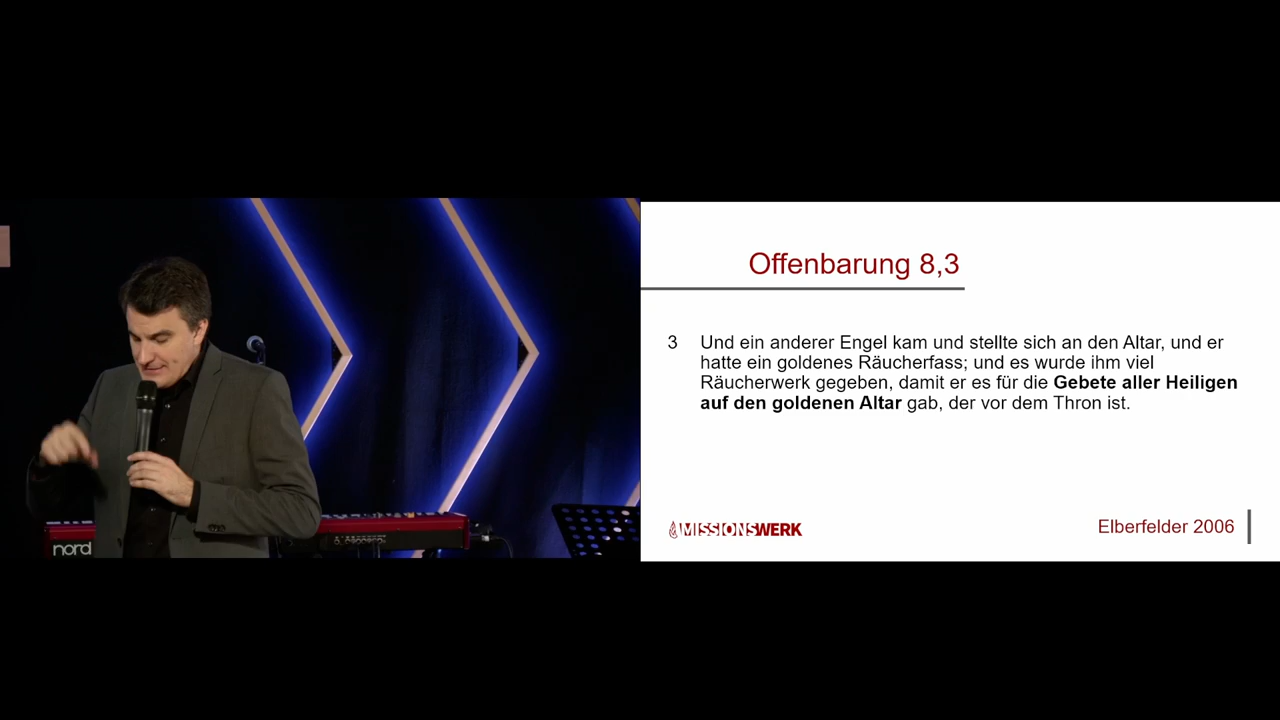 Offenbarung 8,3
3 Und ein anderer Engel kam und stellte sich an den Altar, und er
hatte ein goldenes Räucherfass; und es wurde ihm viel
Räucherwerk gegeben, damit er es für die Gebete aller Heiligen
auf den goldenen Altar gab, der vor dem Thron ist.
MISSIONSWERK
Elberfelder 2006
nord